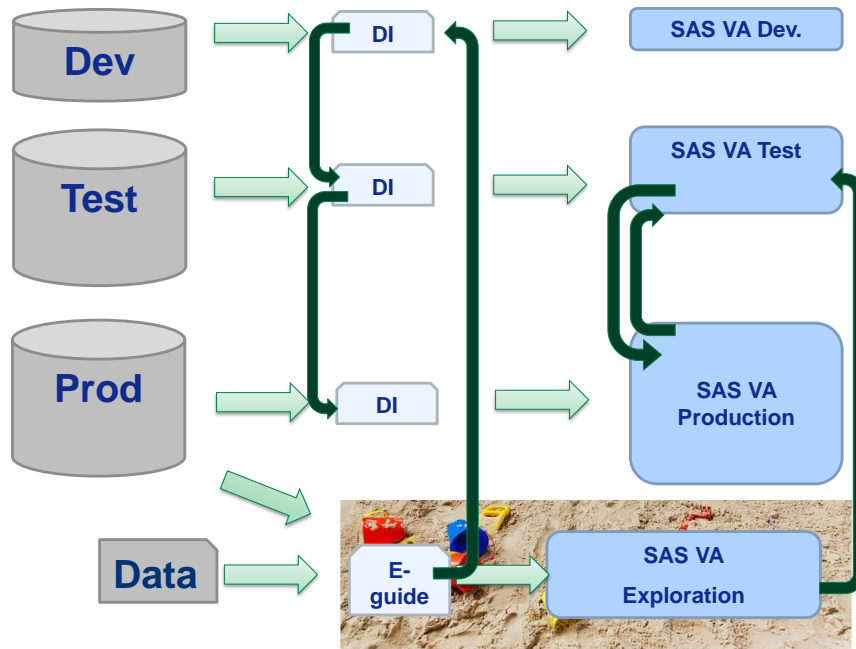 Dev
DI
SAS VA Dev.
Test
DI
SAS VA Test
Prod
DI
SAS VA
Production
Data
E-
guide
SAS VA
Exploration